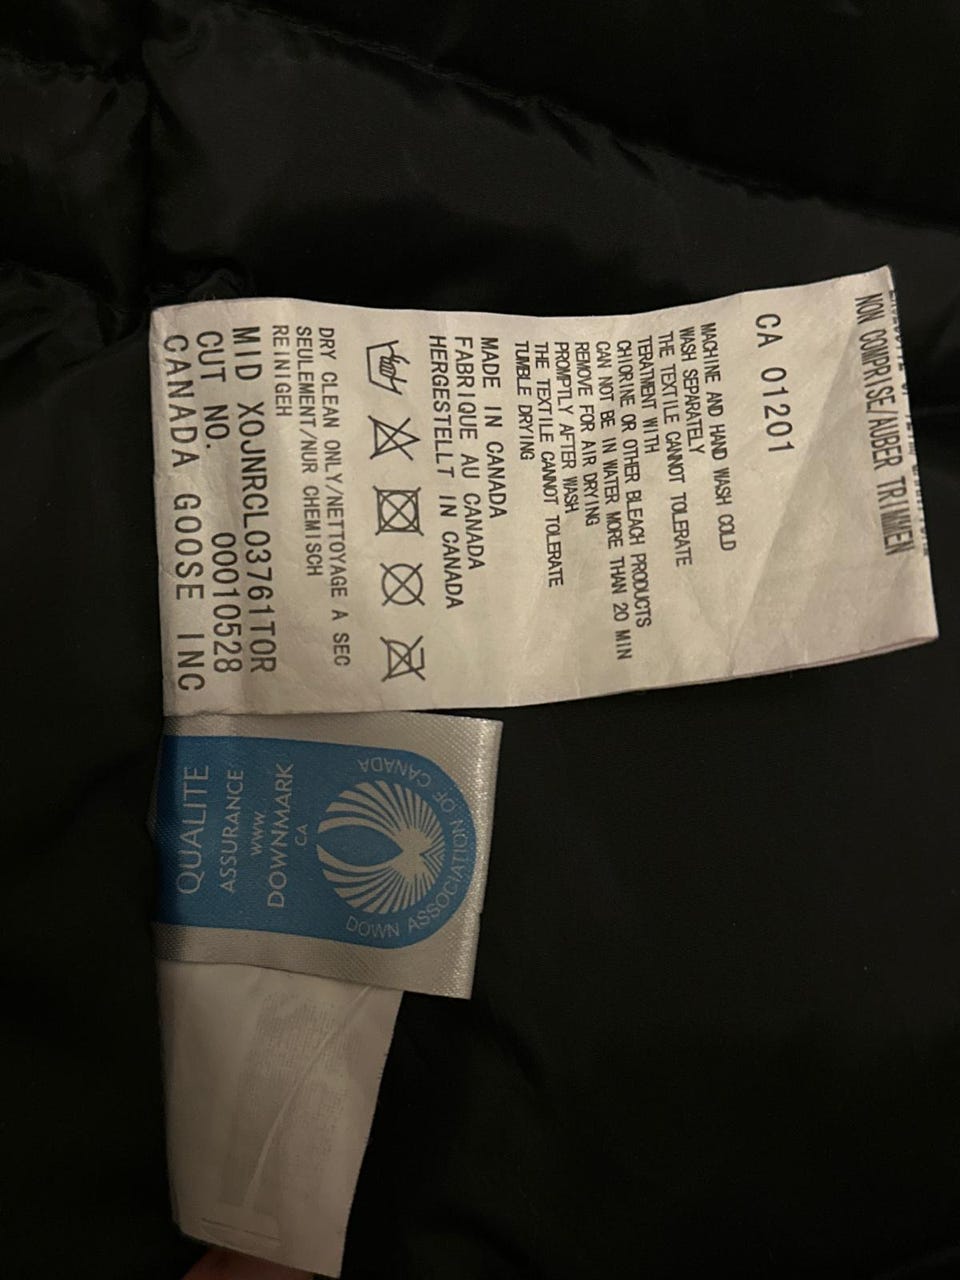 NON COMPRISE/AUBER TRIMMEN
CA 01201
MACHINE AND HAND WASH COLD
WASH SEPARATELY
THE TEXTILE CANNOT TOLERATE
TERATMENT WITH
CHIORINE OR OTHER BLEACH PRODUCTS
CAN NOT BE IN WATER MORE THAN 20 MIN
REMOVE FOR AIR DRYING
PROMPTLY AFTER WASH
THE TEXTILE CANNOT TOLERATE
TUMBLE DRYING
MADE IN CANADA
FABRIQUE AU CANADA
HERGESTELLT IN CANADA
DRY CLEAN ONLY/NETTOYAGE A SEC
SEULEMENT/NUR CHEMISCH
REINIGEH
MID XOJNRCL03761TOR
CUT NO. 00010528
CANADA GOOSE INC
DOWN ASSOCIATION OF CANADA
CA
DOWNMARK
WWW
ASSURANCE
QUALITE